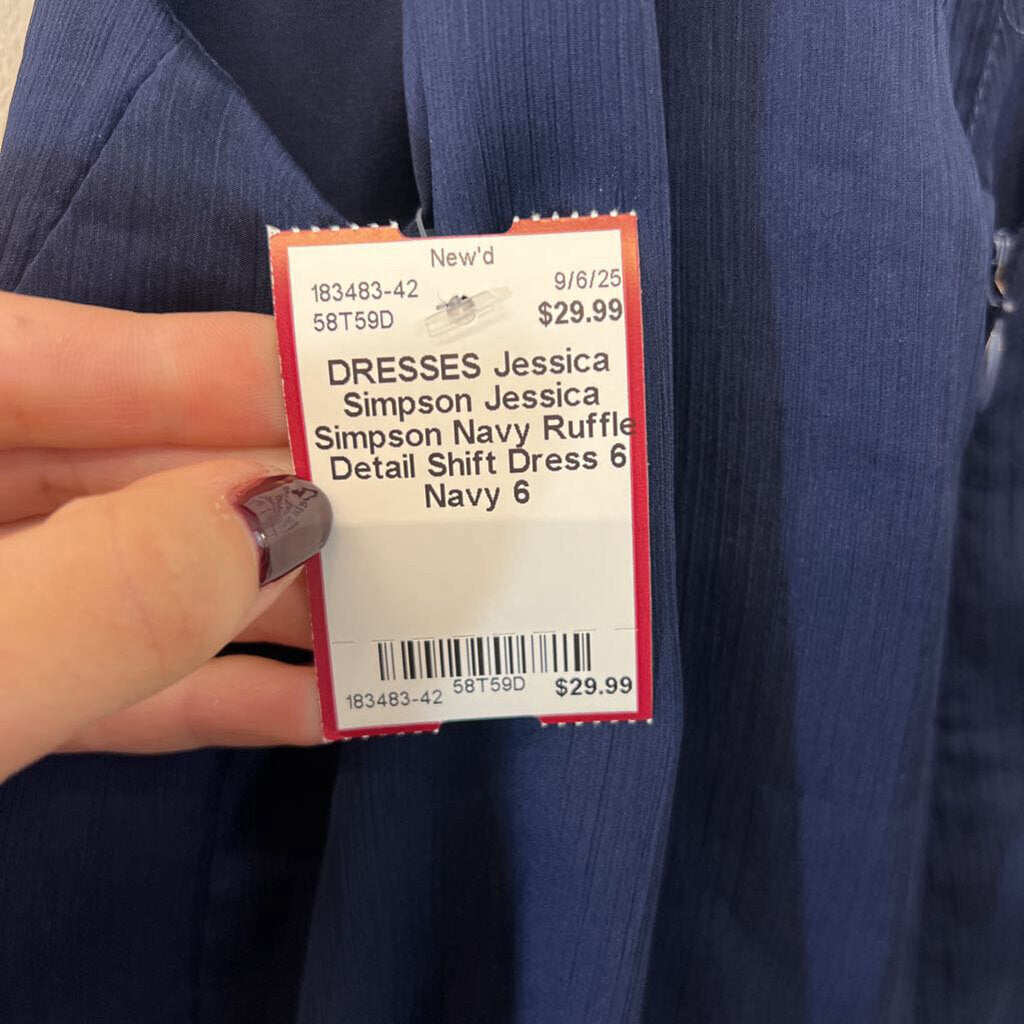 New'd
183483-42 9/6/25
58T59D $29.99
DRESSES Jessica
Simpson Jessica
Simpson Navy Ruffle
Detail Shift Dress 6
Navy 6
183483-42 58T59D $29.99